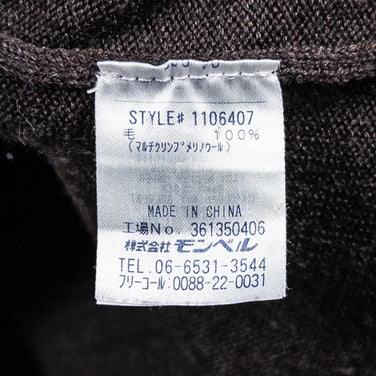 STYLE# 1106407
毛 100%
(ﾏﾙﾁｸﾘﾝﾌﾟﾒﾘﾉｳｰﾙ)
MADE IN CHINA
工場No. 361350406
株式会社 モンベル
TEL. 06-6531-3544
フリーコール: 0088-22-0031